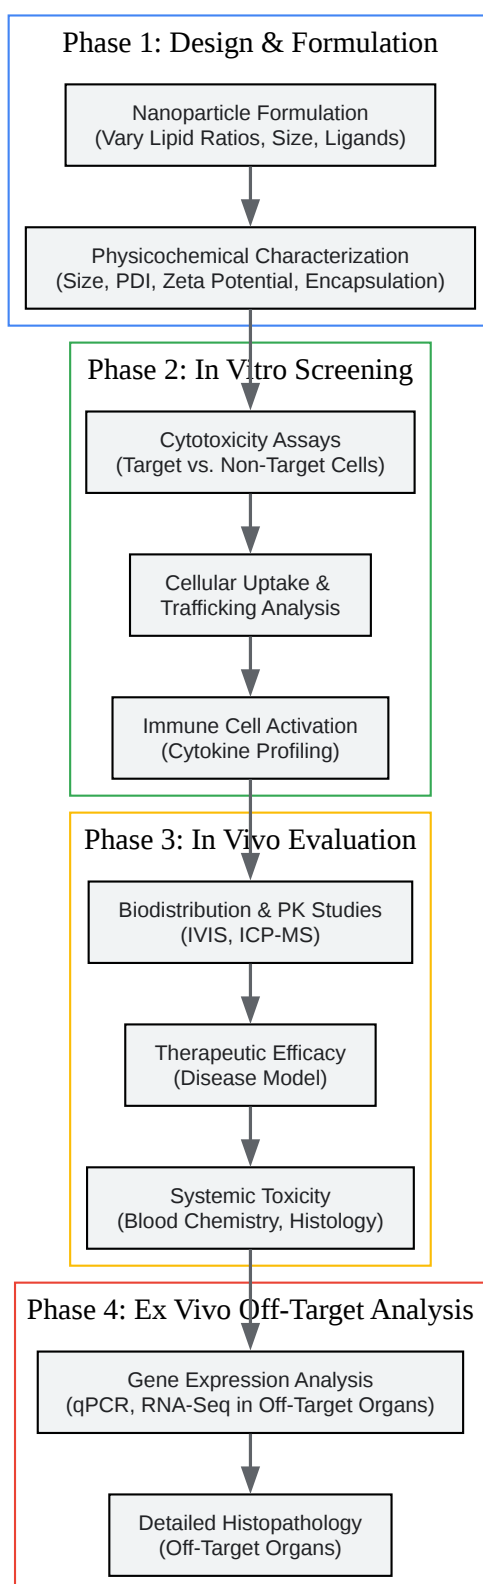 Phase 1: Design & Formulation
Nanoparticle Formulation
(Vary Lipid Ratios, Size, Ligands)
Physicochemical Characterization
(Size, PDI, Zeta Potential, Encapsulation)
Phase 2: In Vitro Screening
Cytotoxicity Assays
(Target vs. Non-Target Cells)
Cellular Uptake &
Trafficking Analysis
Immune Cell Activation
(Cytokine Profiling)
Phase 3: In Vivo Evaluation
Biodistribution & PK Studies
(IVIS, ICP-MS)
Therapeutic Efficacy
(Disease Model)
Systemic Toxicity
(Blood Chemistry, Histology)
Phase 4: Ex Vivo Off-Target Analysis
Gene Expression Analysis
(qPCR, RNA-Seq in Off-Target Organs)
Detailed Histopathology
(Off-Target Organs)